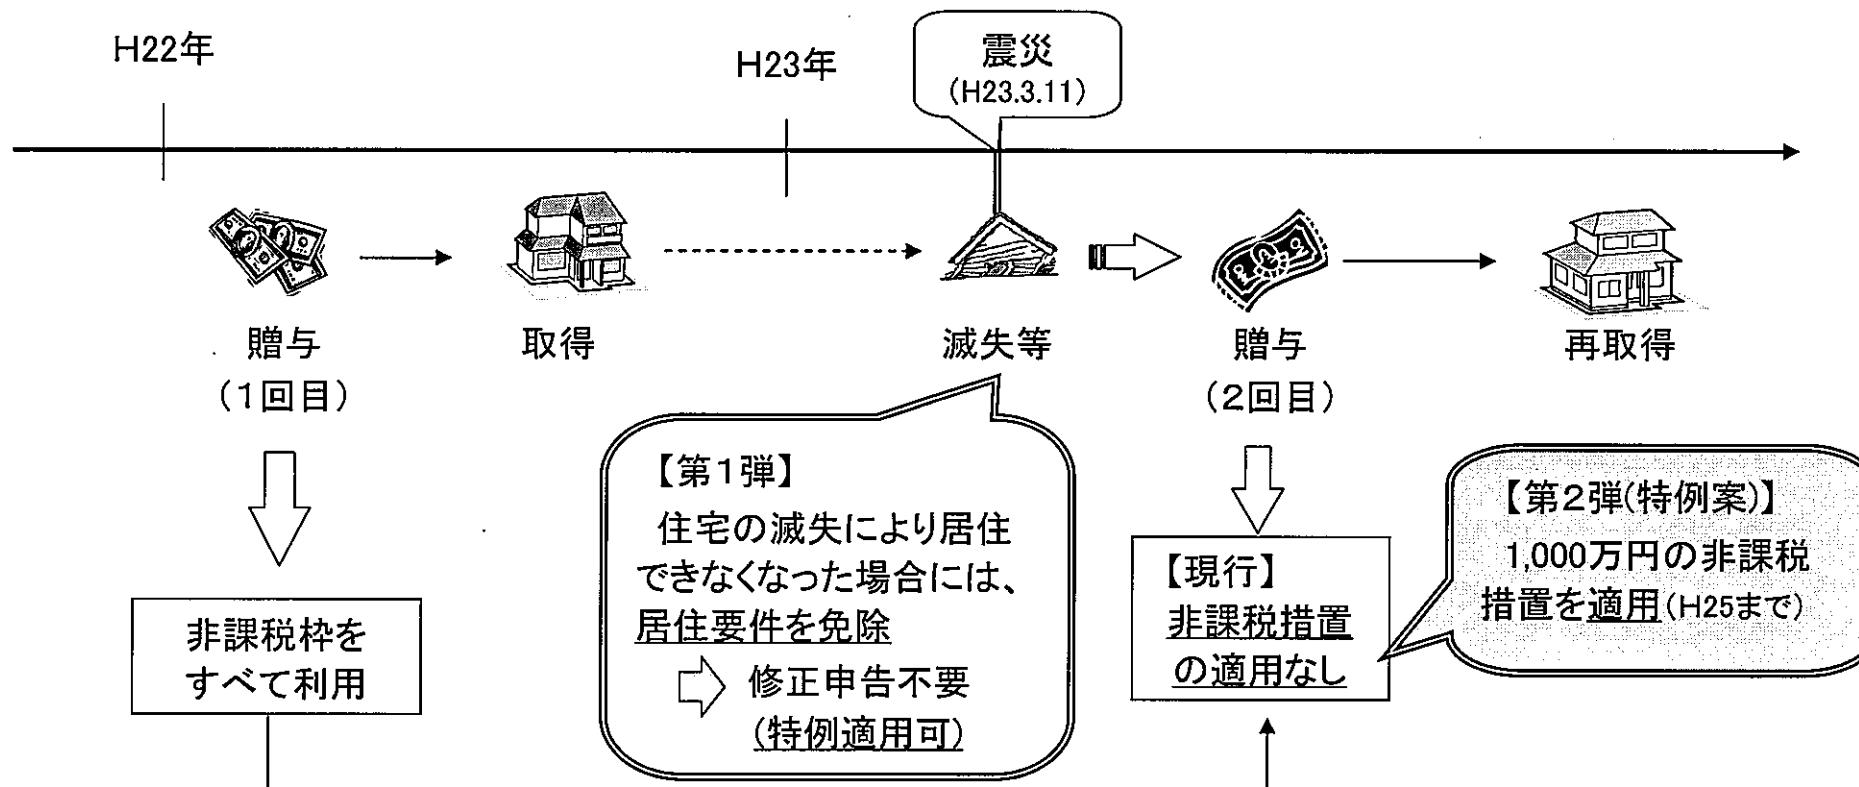 H22年
H23年
震災
(H23.3.11)
贈与
(1回目)
取得
滅失等
贈与
(2回目)
再取得
非課税枠を
すべて利用
【第1弾】
住宅の滅失により居住
できなくなった場合には、
居住要件を免除
修正申告不要
(特例適用可)
【現行】
非課税措置
の適用なし
【第2弾(特例案)】
1,000万円の非課税
措置を適用(H25まで)